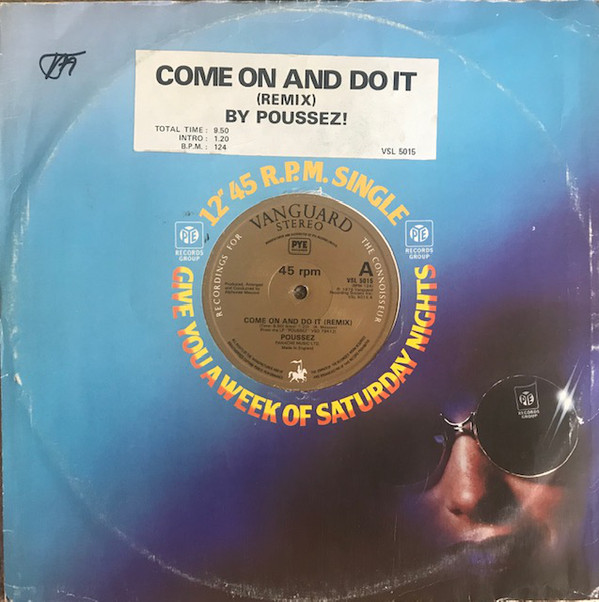 COME ON AND DO IT
(REMIX)
BY POUSSEZ!
TOTAL TIME : 9.50
INTRO : 1.20
B.P.M. : 124
VSL 5015
12" 45 R.P.M. SINGLE
PYE
RECORDS
GROUP
PYE
RECORDS
GROUP
GIVE YOU A WEEK OF SATURDAY NIGHTS
RECORDINGS FOR
VANGUARD
THE CONNOISSEUR
STEREO
PYE
45 rpm
A
VSL 5015
COME ON AND DO IT (REMIX)
POUSSEZ
Made in England
PYE
RECORDS
GROUP